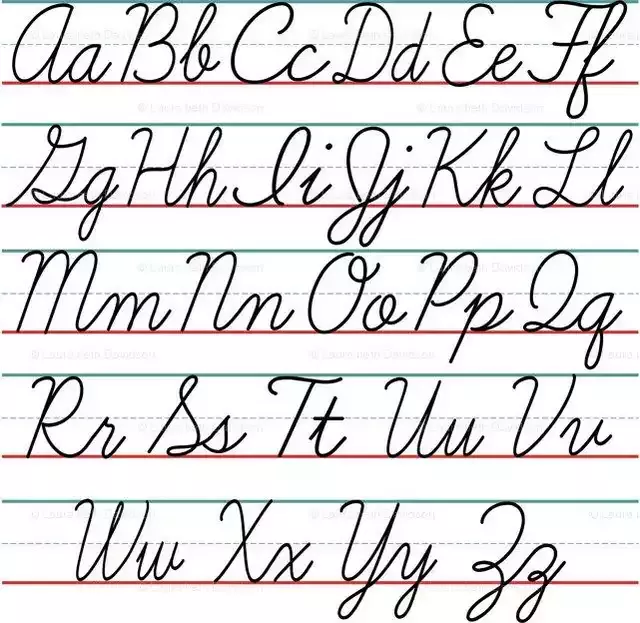 Aa Bb Cc Dd Ee Ff
Gg Hh Ii Jj Kk Ll
Mm Nn Oo Pp Qq
Rr Ss Tt Uu Vv
Ww Xx Yy Zz